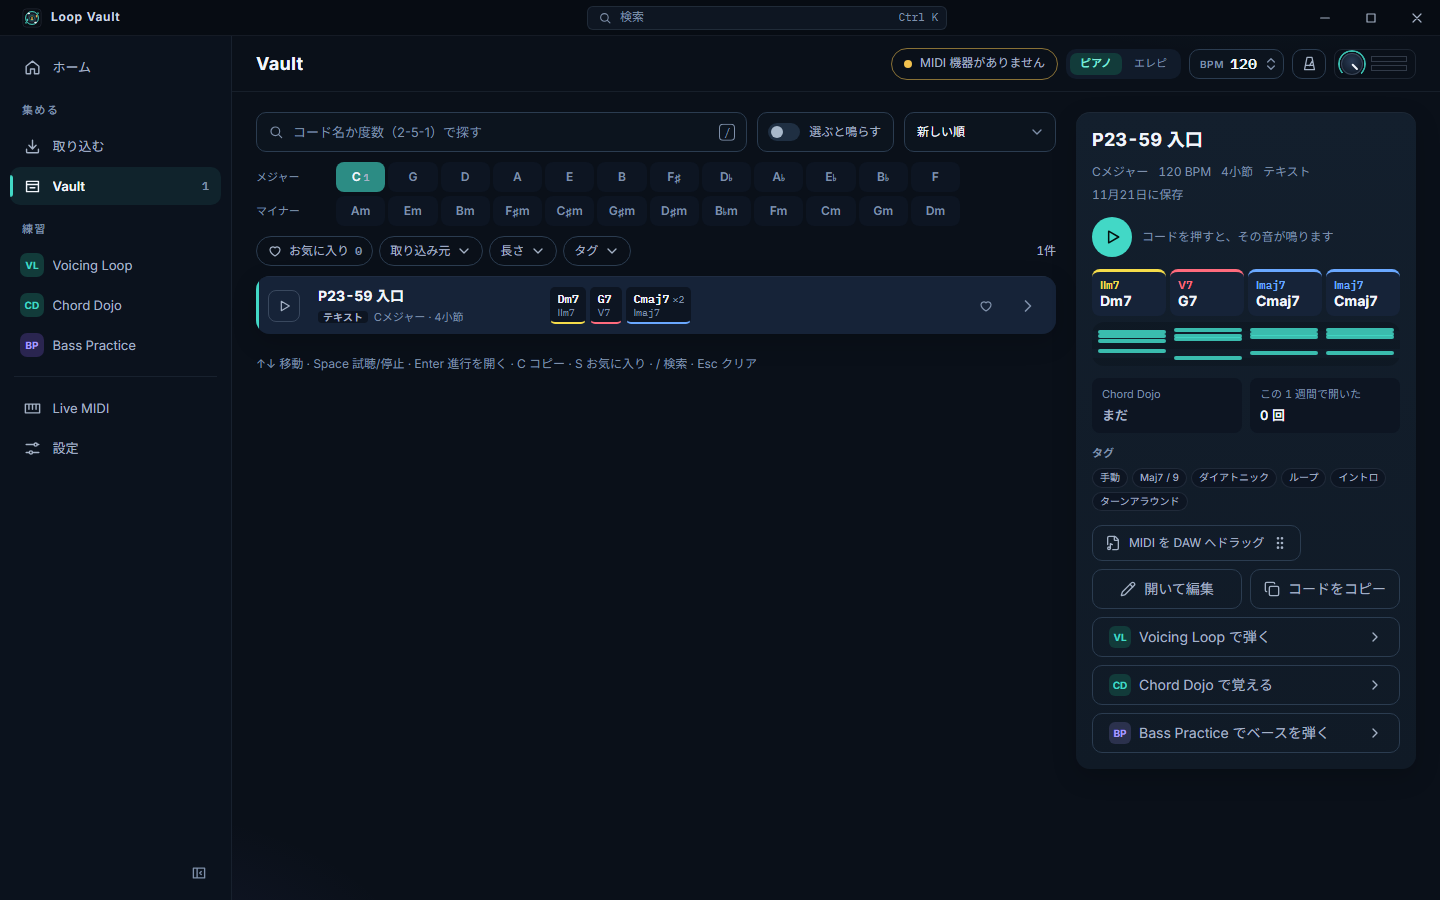 Loop Vault
検索
Ctrl K
ホーム
集める
取り込む
Vault 1
練習
VL Voicing Loop
CD Chord Dojo
BP Bass Practice
Live MIDI
設定
Vault
MIDI 機器がありません
ピアノ エレピ
BPM 120
コード名か度数（2-5-1）で探す /
選ぶと鳴らす
新しい順
メジャー C 1 G D A E B F♯ D♭ A♭ E♭ B♭ F
マイナー Am Em Bm F♯m C♯m G♯m D♯m B♭m Fm Cm Gm Dm
お気に入り 0 取り込み元 長さ タグ
1件
P23-59 入口
テキスト Cメジャー · 4小節
Dm7 G7 Cmaj7 ×2
IIm7 V7 Imaj7
↑↓ 移動 · Space 試聴/停止 · Enter 進行を開く · C コピー · S お気に入り · / 検索 · Esc クリア
P23-59 入口
Cメジャー 120 BPM 4小節 テキスト
11月21日に保存
コードを押すと、その音が鳴ります
IIm7 V7 Imaj7 Imaj7
Dm7 G7 Cmaj7 Cmaj7
Chord Dojo
まだ
この 1 週間で開いた
0 回
タグ
手動 Maj7 / 9 ダイアトニック ループ イントロ
ターンアラウンド
MIDI を DAW へドラッグ
開いて編集
コードをコピー
VL Voicing Loop で弾く
CD Chord Dojo で覚える
BP Bass Practice でベースを弾く